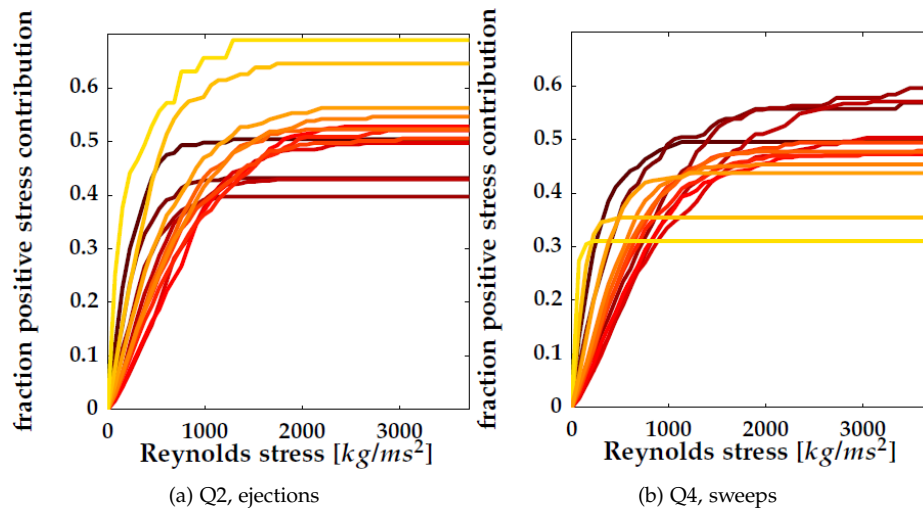 fraction positive stress contribution
0.6
0.5
0.4
0.3
0.2
0.1
0
0 1000 2000 3000
Reynolds stress [kg/ms²]
(a) Q2, ejections
fraction positive stress contribution
0.6
0.5
0.4
0.3
0.2
0.1
0
0 1000 2000 3000
Reynolds stress [kg/ms²]
(b) Q4, sweeps